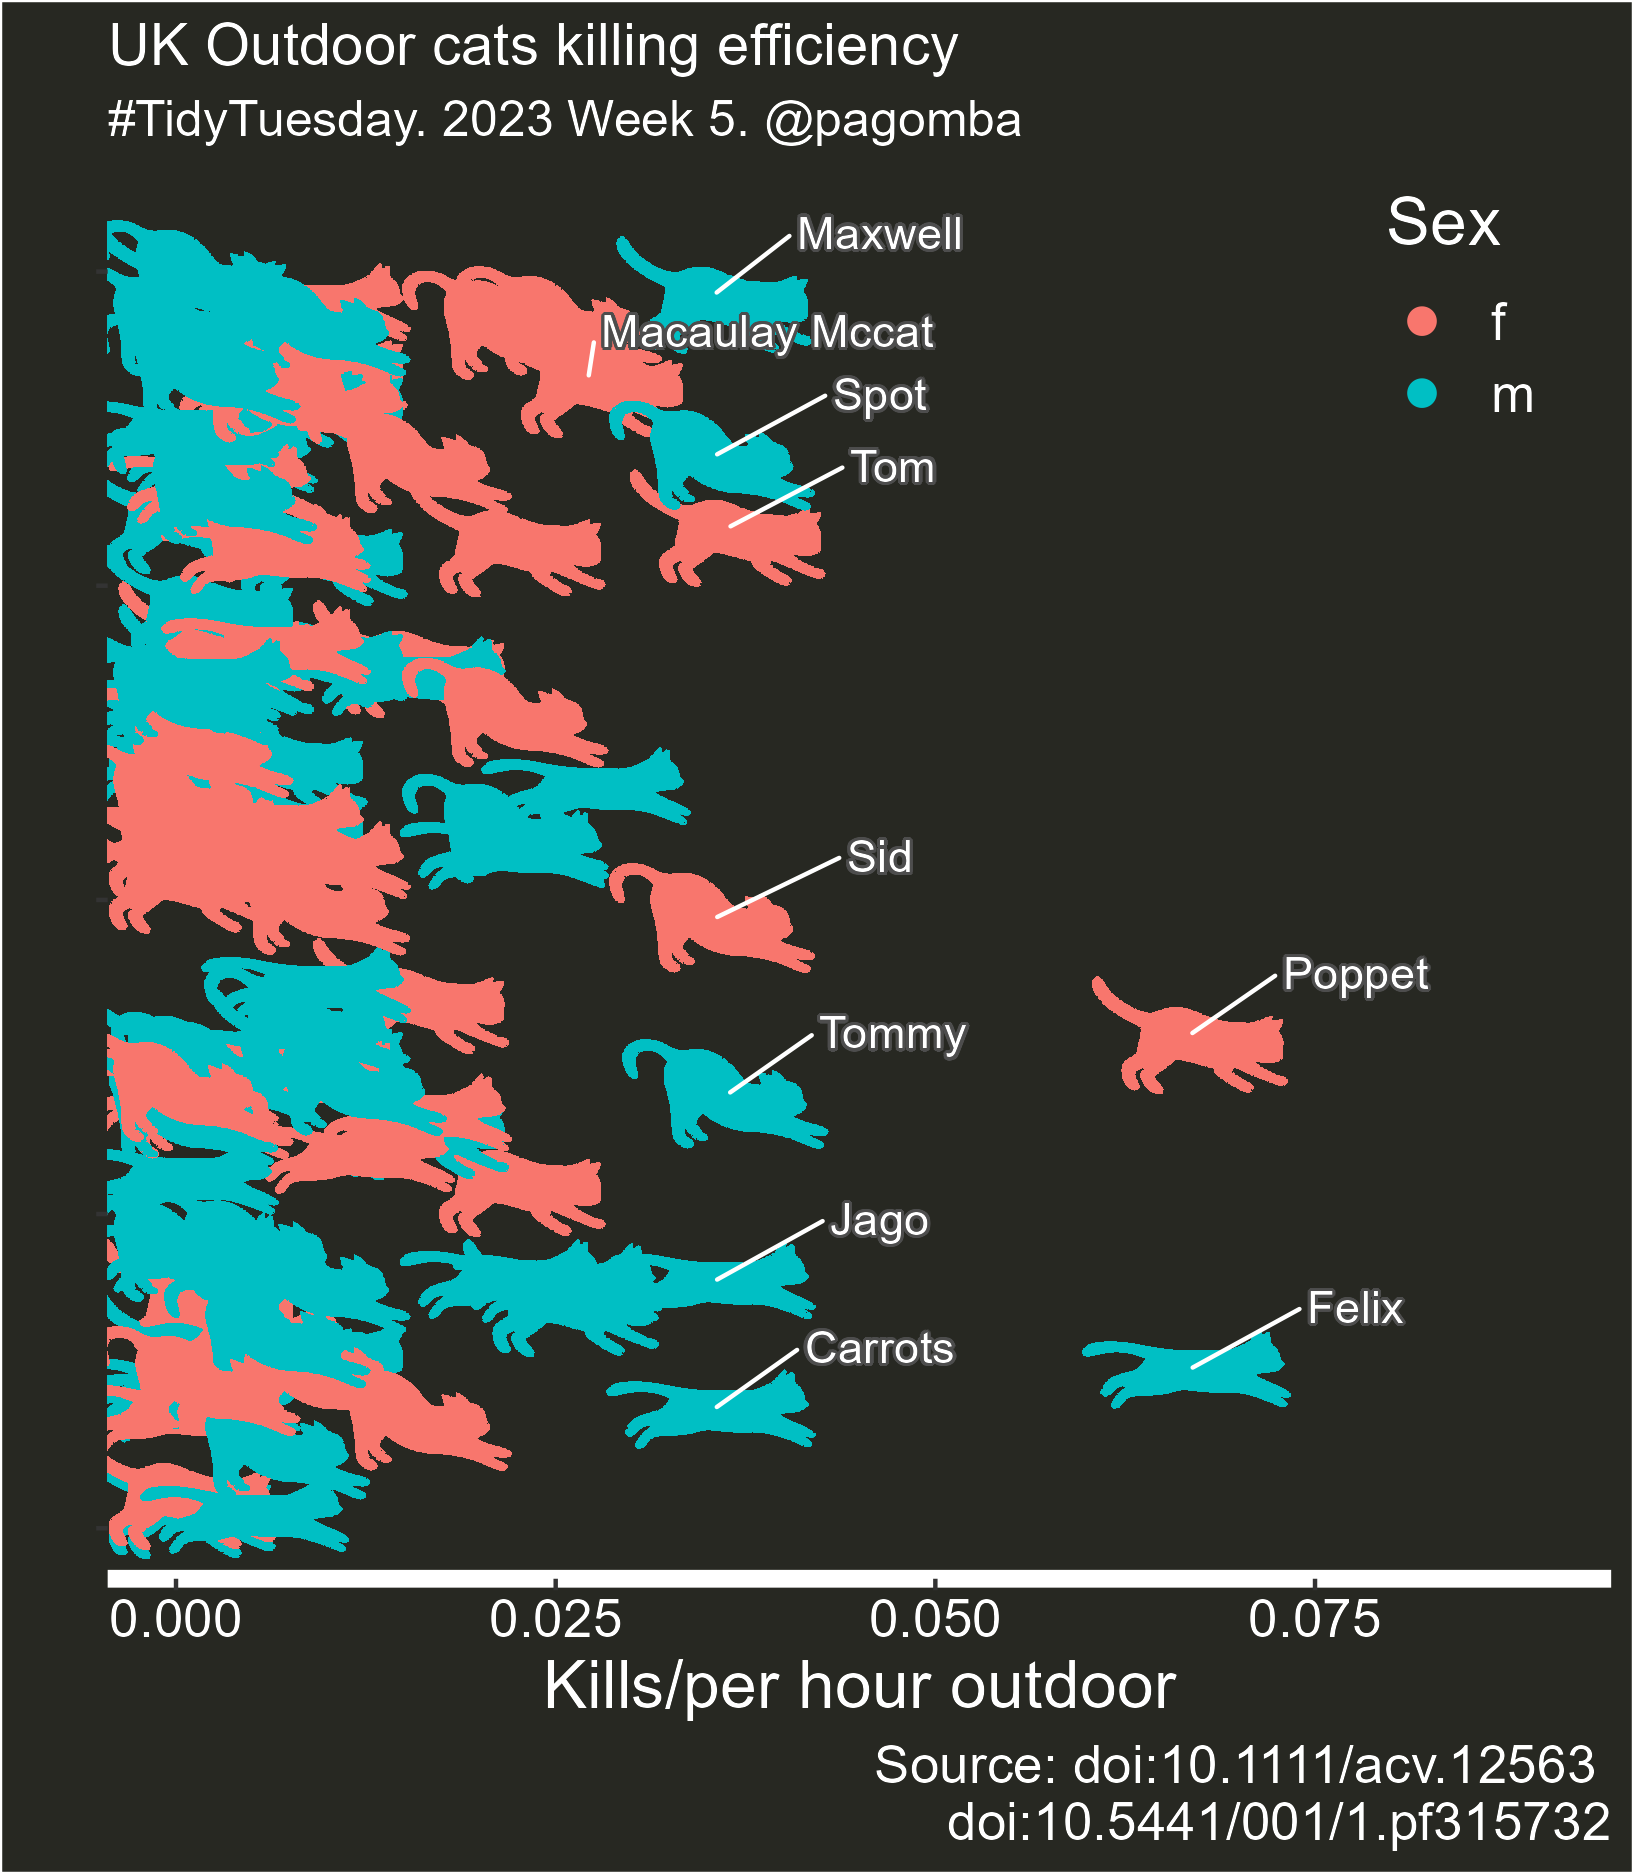 UK Outdoor cats killing efficiency
#TidyTuesday. 2023 Week 5. @pagomba
Sex
f
m
Maxwell
Macaulay Mccat
Spot
Tom
Sid
Poppet
Tommy
Jago
Felix
Carrots
0.000 0.025 0.050 0.075
Kills/per hour outdoor
Source: doi:10.1111/acv.12563
doi:10.5441/001/1.pf315732